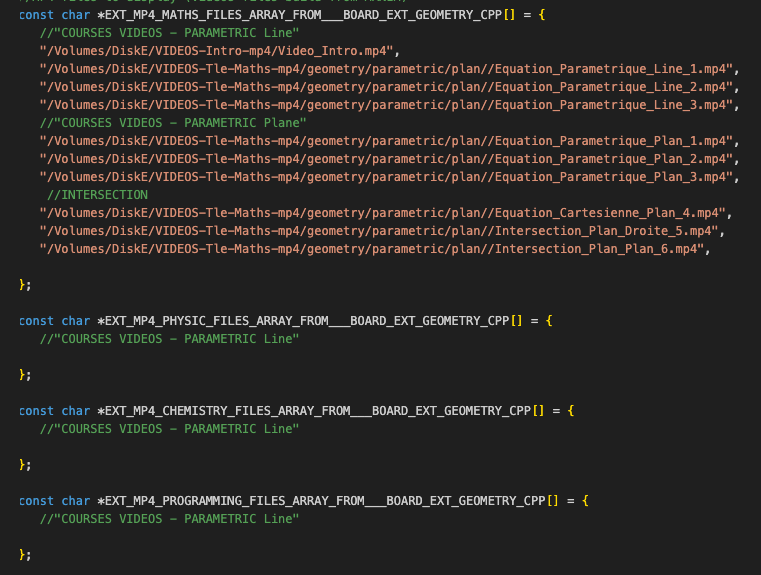 const char *EXT_MP4_MATHS_FILES_ARRAY_FROM___BOARD_EXT_GEOMETRY_CPP[] = {
//"COURSES VIDEOS - PARAMETRIC Line"
"/Volumes/DiskE/VIDEOS-Intro-mp4/Video_Intro.mp4",
"/Volumes/DiskE/VIDEOS-Tle-Maths-mp4/geometry/parametric/plan//Equation_Parametrique_Line_1.mp4",
"/Volumes/DiskE/VIDEOS-Tle-Maths-mp4/geometry/parametric/plan//Equation_Parametrique_Line_2.mp4",
"/Volumes/DiskE/VIDEOS-Tle-Maths-mp4/geometry/parametric/plan//Equation_Parametrique_Line_3.mp4",
//"COURSES VIDEOS - PARAMETRIC Plane"
"/Volumes/DiskE/VIDEOS-Tle-Maths-mp4/geometry/parametric/plan//Equation_Parametrique_Plan_1.mp4",
"/Volumes/DiskE/VIDEOS-Tle-Maths-mp4/geometry/parametric/plan//Equation_Parametrique_Plan_2.mp4",
"/Volumes/DiskE/VIDEOS-Tle-Maths-mp4/geometry/parametric/plan//Equation_Parametrique_Plan_3.mp4",
//INTERSECTION
"/Volumes/DiskE/VIDEOS-Tle-Maths-mp4/geometry/parametric/plan//Equation_Cartesienne_Plan_4.mp4",
"/Volumes/DiskE/VIDEOS-Tle-Maths-mp4/geometry/parametric/plan//Intersection_Plan_Droite_5.mp4",
"/Volumes/DiskE/VIDEOS-Tle-Maths-mp4/geometry/parametric/plan//Intersection_Plan_Plan_6.mp4",
};
const char *EXT_MP4_PHYSIC_FILES_ARRAY_FROM___BOARD_EXT_GEOMETRY_CPP[] = {
//"COURSES VIDEOS - PARAMETRIC Line"
};
const char *EXT_MP4_CHEMISTRY_FILES_ARRAY_FROM___BOARD_EXT_GEOMETRY_CPP[] = {
//"COURSES VIDEOS - PARAMETRIC Line"
};
const char *EXT_MP4_PROGRAMMING_FILES_ARRAY_FROM___BOARD_EXT_GEOMETRY_CPP[] = {
//"COURSES VIDEOS - PARAMETRIC Line"
};